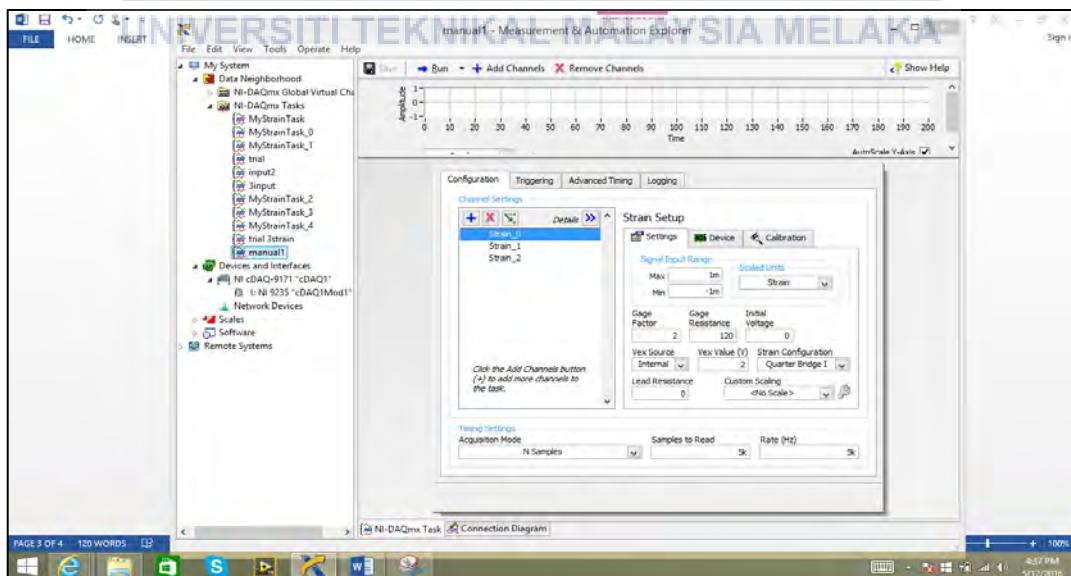 UNIVERSITI TEKNIKAL MALAYSIA MELAKA
FILE HOME INSERT
manual1 - Measurement & Automation Explorer
Sign i
File Edit View Tools Operate Help
My System
Data Neighborhood
NI-DAQmx Global Virtual Cha
NI-DAQmx Tasks
MyStrainTask
MyStrainTask_0
MyStrainTask_1
trial
input2
3input
MyStrainTask_2
MyStrainTask_3
MyStrainTask_4
trial 3strain
manual1
Devices and Interfaces
NI cDAQ-9171 "cDAQ1"
1: NI 9235 "cDAQ1Mod1"
Network Devices
Scales
Software
Remote Systems
Save Run Add Channels Remove Channels Show Help
Amplitude
1
0
-1
0 10 20 30 40 50 60 70 80 90 100 110 120 130 140 150 160 170 180 190 200
Time
AutoScale Y-Axis
Configuration Triggering Advanced Timing Logging
Channel Settings
Details
Strain_0
Strain_1
Strain_2
Click the Add Channels button
(+) to add more channels to
the task.
Strain Setup
Settings Device Calibration
Signal Input Range
Max 1m
Min -1m
Scaled Units
Strain
Gage Factor
2
Gage Resistance
120
Initial Voltage
0
Vex Source
Internal
Vex Value (V)
2
Strain Configuration
Quarter Bridge I
Lead Resistance
0
Custom Scaling
<No Scale>
Timing Settings
Acquisition Mode
N Samples
Samples to Read
5k
Rate (Hz)
5k
NI-DAQmx Task Connection Diagram
PAGE 3 OF 4 120 WORDS
100%
4:37 PM
5/12/2016